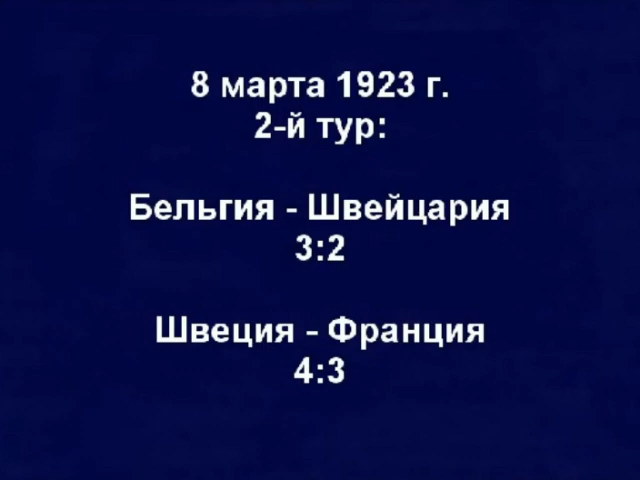 8 марта 1923 г.
2-й тур:
Бельгия - Швейцария
3:2
Швеция - Франция
4:3